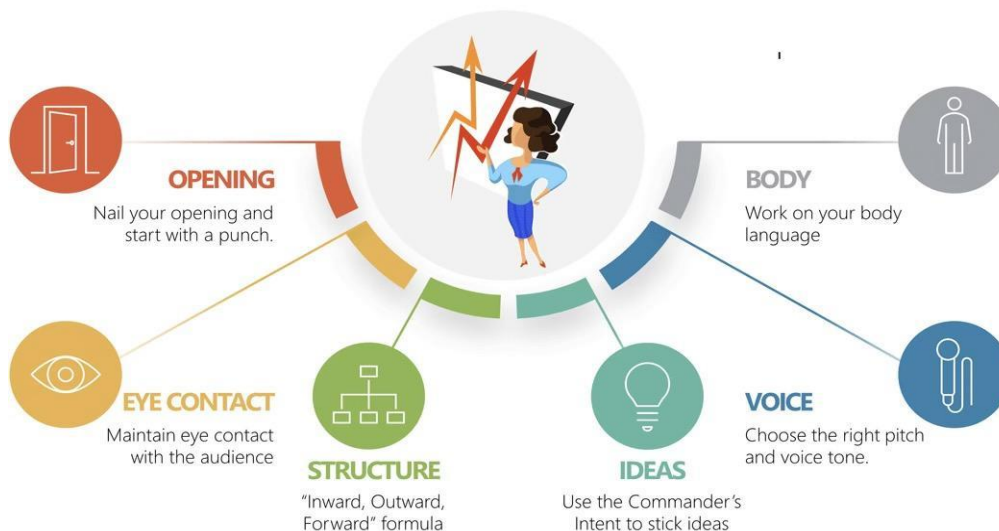 OPENING
Nail your opening and
start with a punch.
EYE CONTACT
Maintain eye contact
with the audience
STRUCTURE
“Inward, Outward,
Forward” formula
IDEAS
Use the Commander’s
Intent to stick ideas
VOICE
Choose the right pitch
and voice tone.
BODY
Work on your body
language